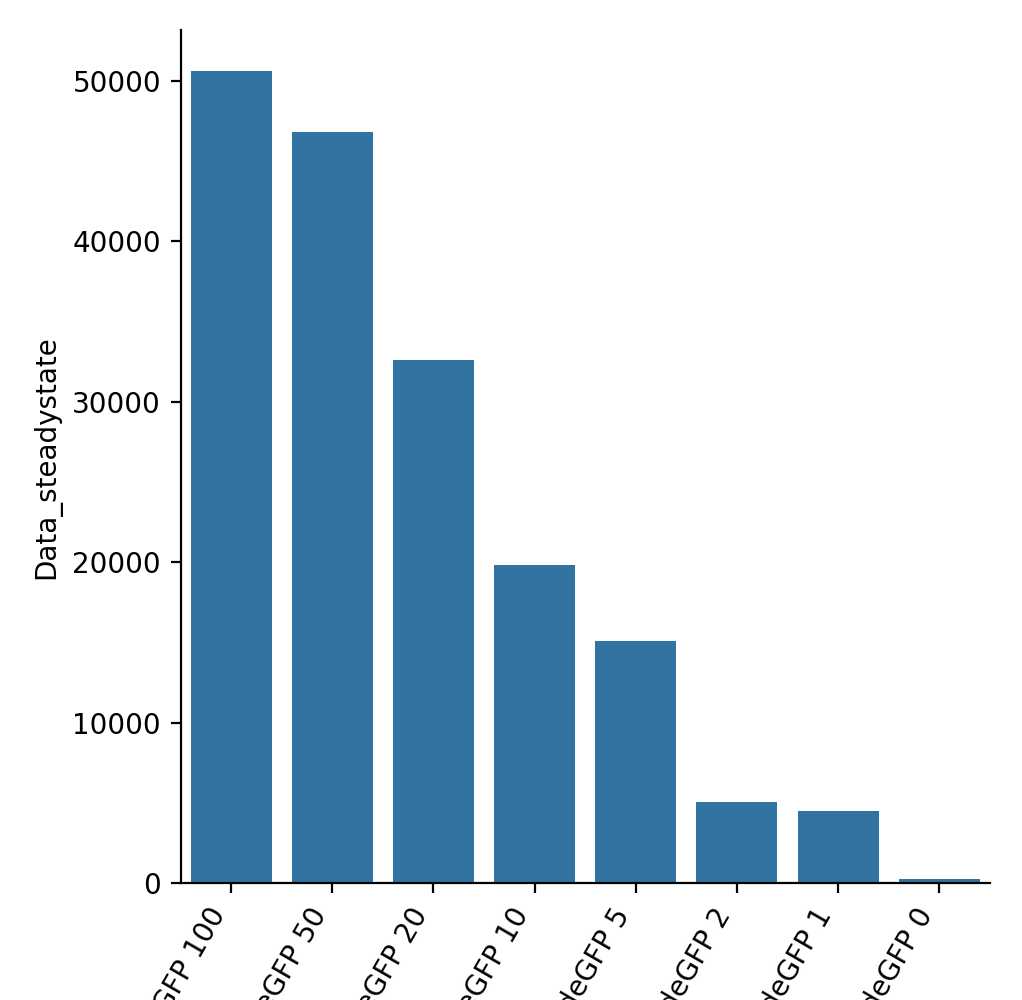 50000
40000
30000
20000
10000
0
Data_steadystate
GFP 100
eGFP 50
eGFP 20
eGFP 10
deGFP 5
deGFP 2
deGFP 1
deGFP 0